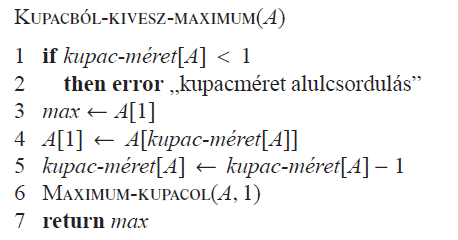 KUPACBÓL-KIVESZ-MAXIMUM(A)
1 if kupac-méret[A] < 1
2 then error „kupacméret alulcsordulás”
3 max ← A[1]
4 A[1] ← A[kupac-méret[A]]
5 kupac-méret[A] ← kupac-méret[A] − 1
6 MAXIMUM-KUPACOL(A, 1)
7 return max